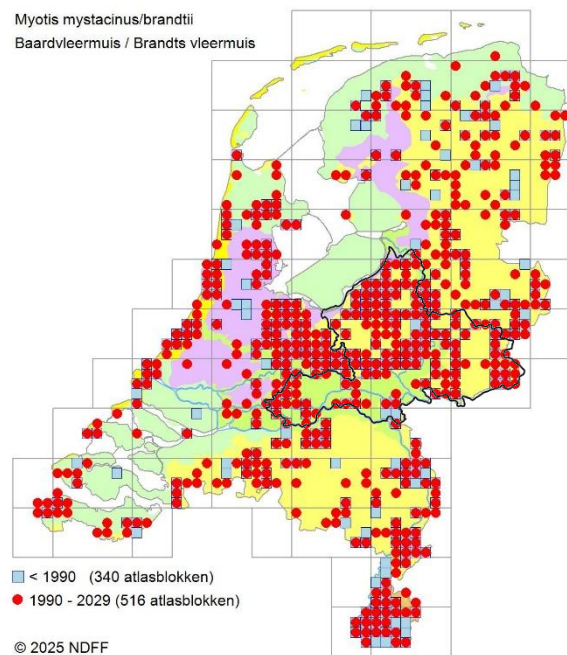 Myotis mystacinus/brandtii
Baardvleermuis / Brandts vleermuis
< 1990 (340 atlasblokken)
1990 - 2029 (516 atlasblokken)
© 2025 NDFF